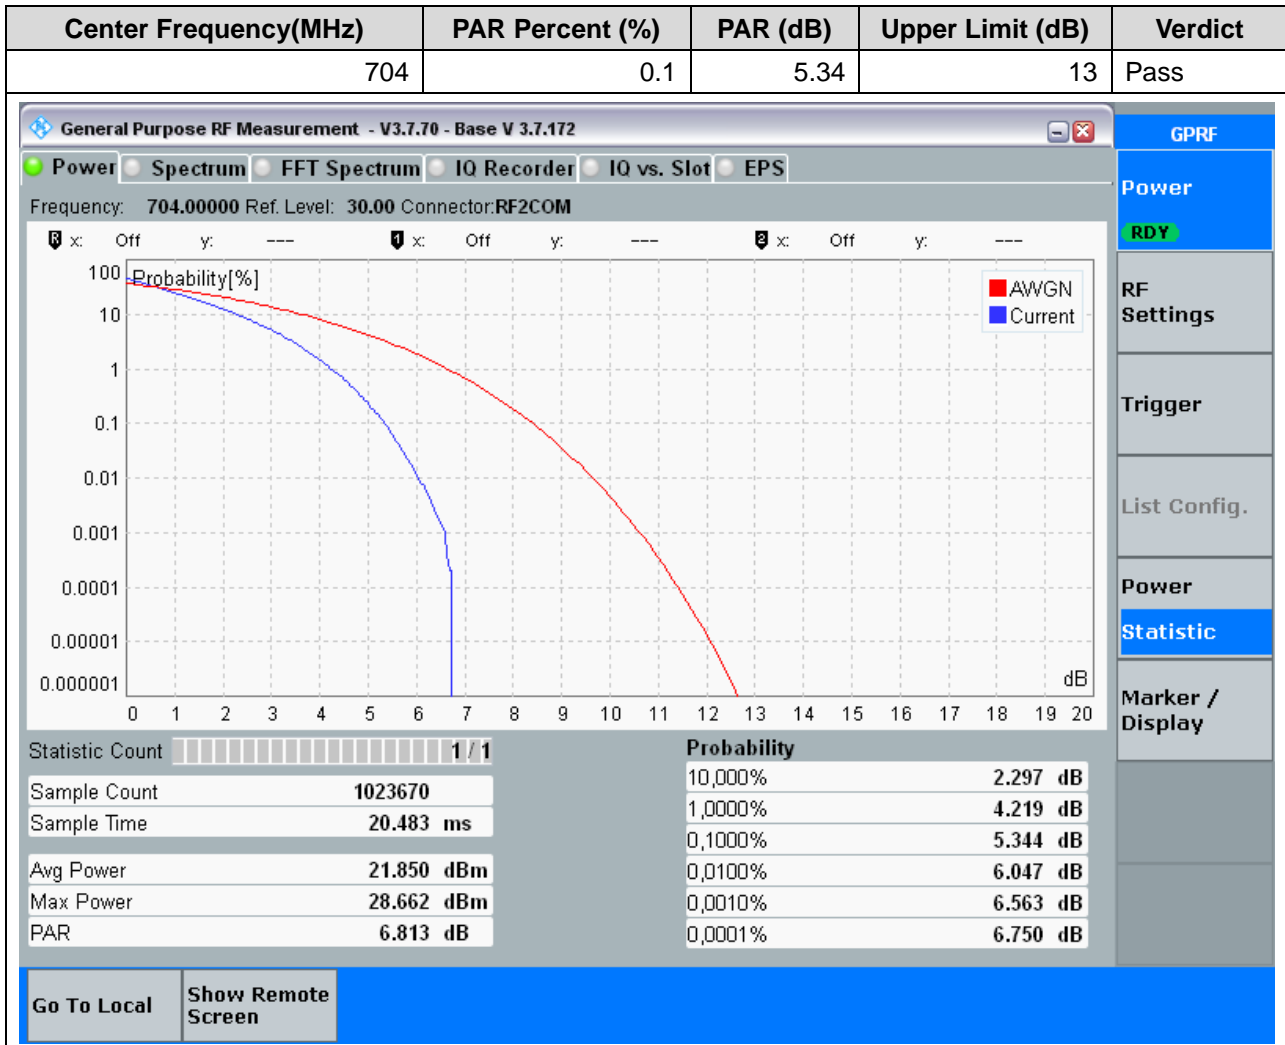 Center Frequency(MHz) PAR Percent (%) PAR (dB) Upper Limit (dB) Verdict
704 0.1 5.34 13 Pass
General Purpose RF Measurement - V3.7.70 - Base V 3.7.172
GPRF
Power Spectrum FFT Spectrum IQ Recorder IQ vs. Slot EPS
Power
RDY
Frequency: 704.00000 Ref. Level: 30.00 Connector:RF2COM
R x: Off y: --- 1 x: Off y: --- 2 x: Off y: ---
Probability[%]
AWGN
Current
100
10
1
0.1
0.01
0.001
0.0001
0.00001
0.000001
dB
0 1 2 3 4 5 6 7 8 9 10 11 12 13 14 15 16 17 18 19 20
RF
Settings
Trigger
List Config.
Power
Statistic
Marker /
Display
Statistic Count 1 / 1
Sample Count 1023670
Sample Time 20.483 ms
Avg Power 21.850 dBm
Max Power 28.662 dBm
PAR 6.813 dB
Probability
10,000% 2.297 dB
1,0000% 4.219 dB
0,1000% 5.344 dB
0,0100% 6.047 dB
0,0010% 6.563 dB
0,0001% 6.750 dB
Go To Local
Show Remote
Screen